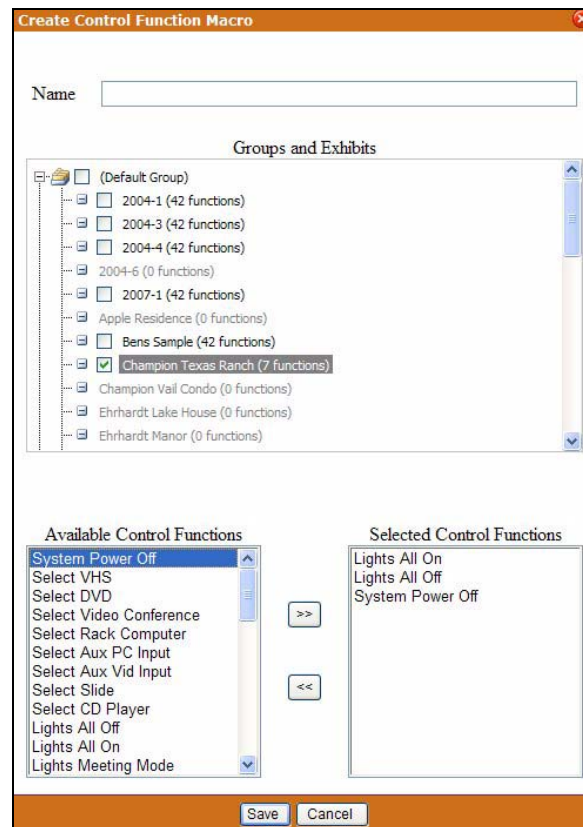 Create Control Function Macro
Name
Groups and Exhibits
(Default Group)
2004-1 (42 functions)
2004-3 (42 functions)
2004-4 (42 functions)
2004-6 (0 functions)
2007-1 (42 functions)
Apple Residence (0 functions)
Bens Sample (42 functions)
Champion Texas Ranch (7 functions)
Champion Vail Condo (0 functions)
Ehrhardt Lake House (0 functions)
Ehrhardt Manor (0 functions)
Available Control Functions
System Power Off
Select VHS
Select DVD
Select Video Conference
Select Rack Computer
Select Aux PC Input
Select Aux Vid Input
Select Slide
Select CD Player
Lights All Off
Lights All On
Lights Meeting Mode
>>
<<
Selected Control Functions
Lights All On
Lights All Off
System Power Off
Save Cancel